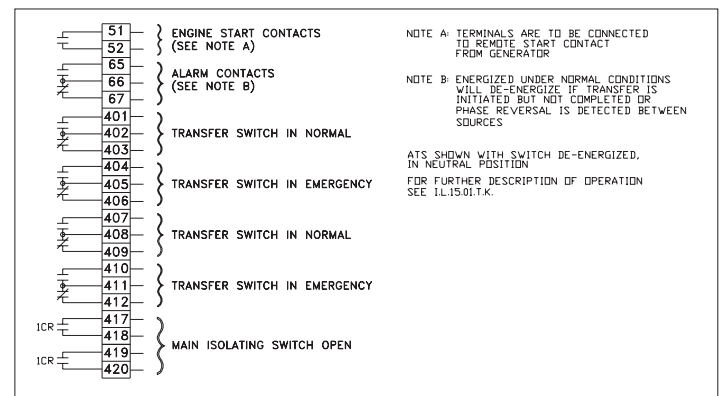 51
52
ENGINE START CONTACTS
(SEE NOTE A)
65
66
67
ALARM CONTACTS
(SEE NOTE B)
401
402
403
TRANSFER SWITCH IN NORMAL
404
405
406
TRANSFER SWITCH IN EMERGENCY
407
408
409
TRANSFER SWITCH IN NORMAL
410
411
412
TRANSFER SWITCH IN EMERGENCY
1CR
417
418
1CR
419
420
MAIN ISOLATING SWITCH OPEN
NOTE A: TERMINALS ARE TO BE CONNECTED
TO REMOTE START CONTACT
FROM GENERATOR
NOTE B: ENERGIZED UNDER NORMAL CONDITIONS
WILL DE-ENERGIZE IF TRANSFER IS
INITIATED BUT NOT COMPLETED OR
PHASE REVERSAL IS DETECTED BETWEEN
SOURCES
ATS SHOWN WITH SWITCH DE-ENERGIZED,
IN NEUTRAL POSITION
FOR FURTHER DESCRIPTION OF OPERATION
SEE I.L.15.01.T.K.